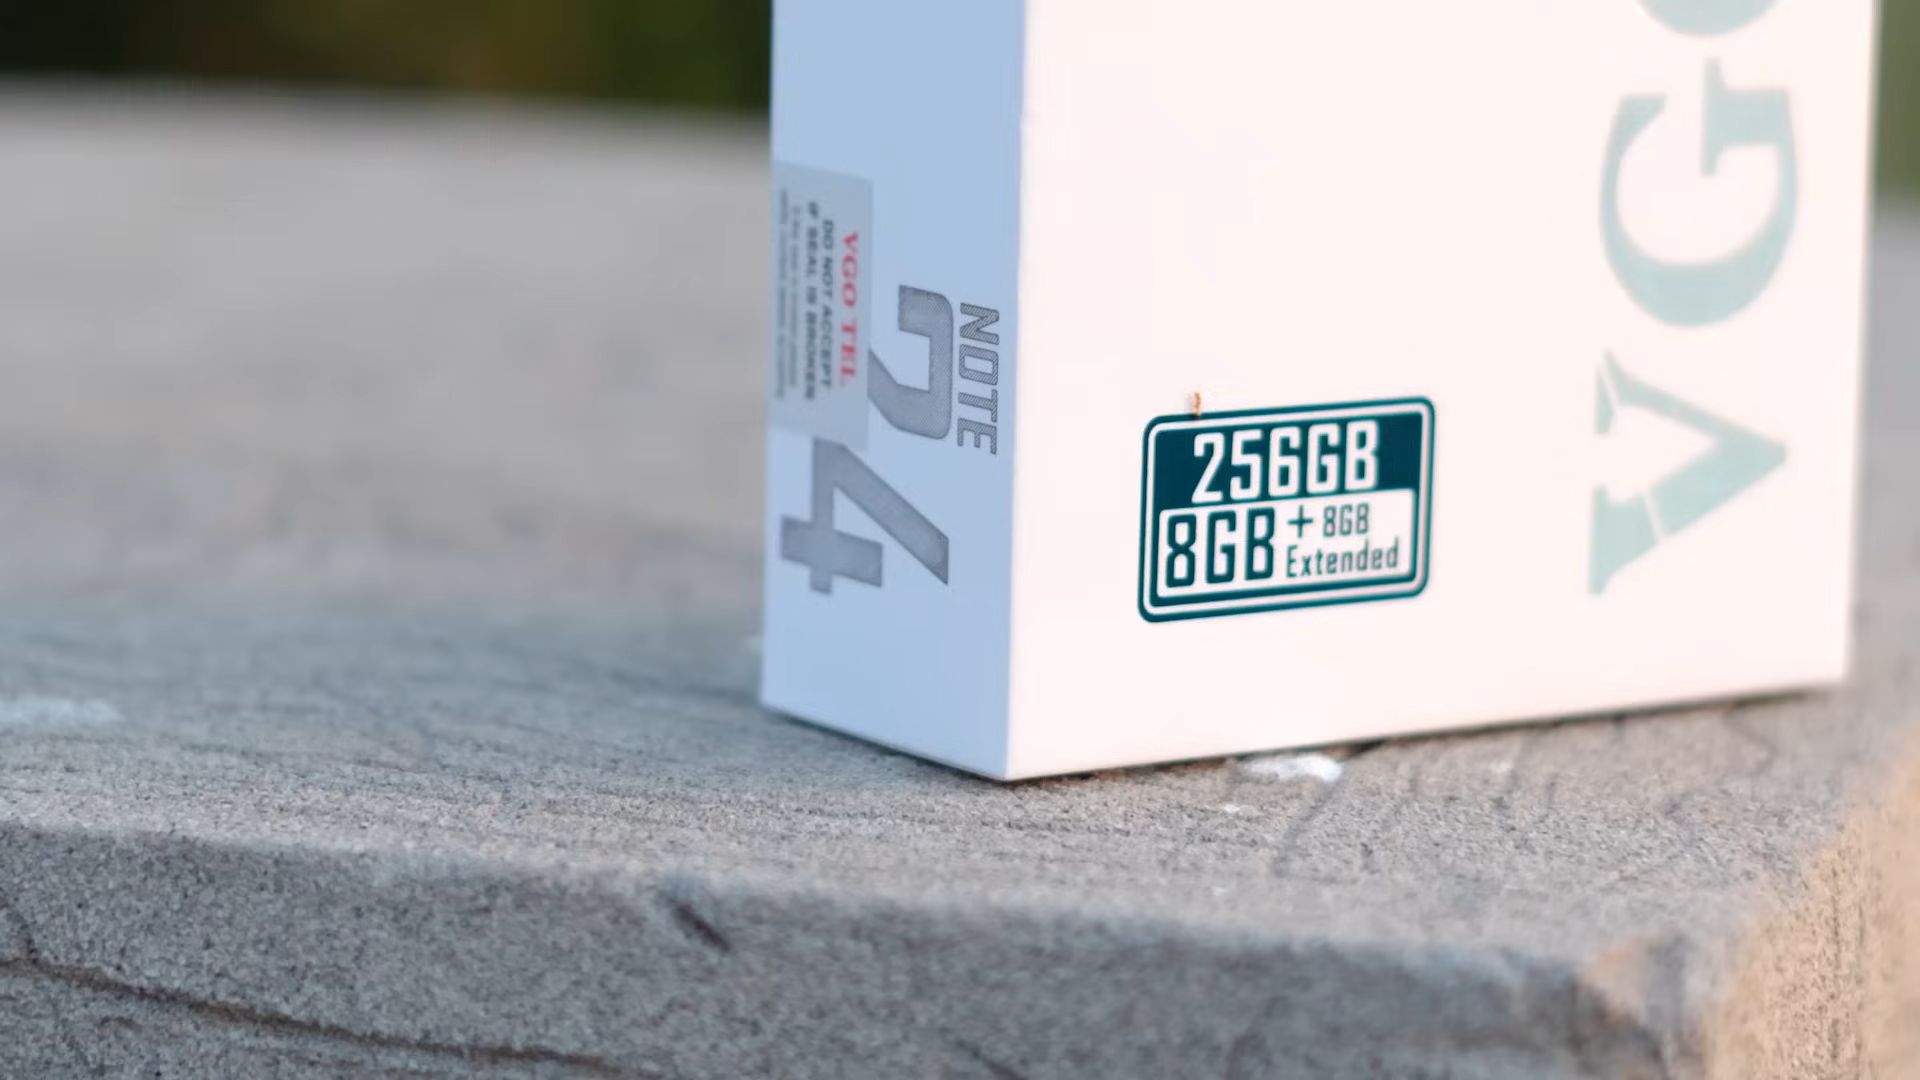 NOTE
24
VGO TEL
DO NOT ACCEPT
IF SEAL IS BROKEN
256GB
8GB + 8GB
Extended
VGO